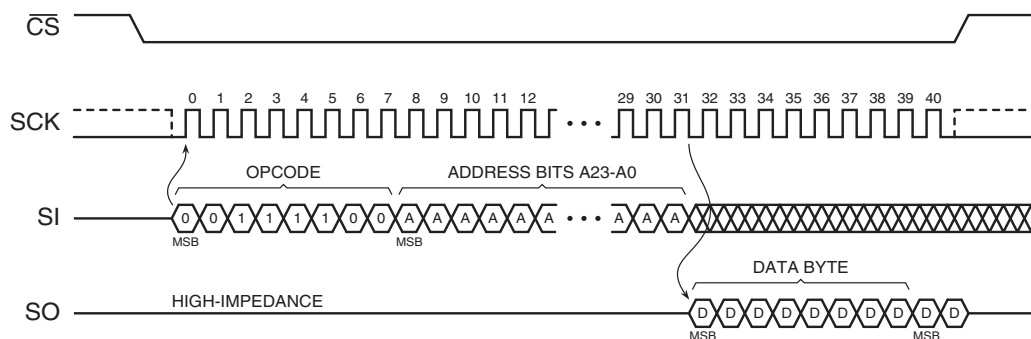 CS
SCK
0 1 2 3 4 5 6 7 8 9 10 11 12 29 30 31 32 33 34 35 36 37 38 39 40
• • •
OPCODE ADDRESS BITS A23-A0
SI
0 0 1 1 1 1 0 0 A A A A A A • • • A A A
MSB MSB
DATA BYTE
HIGH-IMPEDANCE
SO
D D D D D D D D D D
MSB MSB